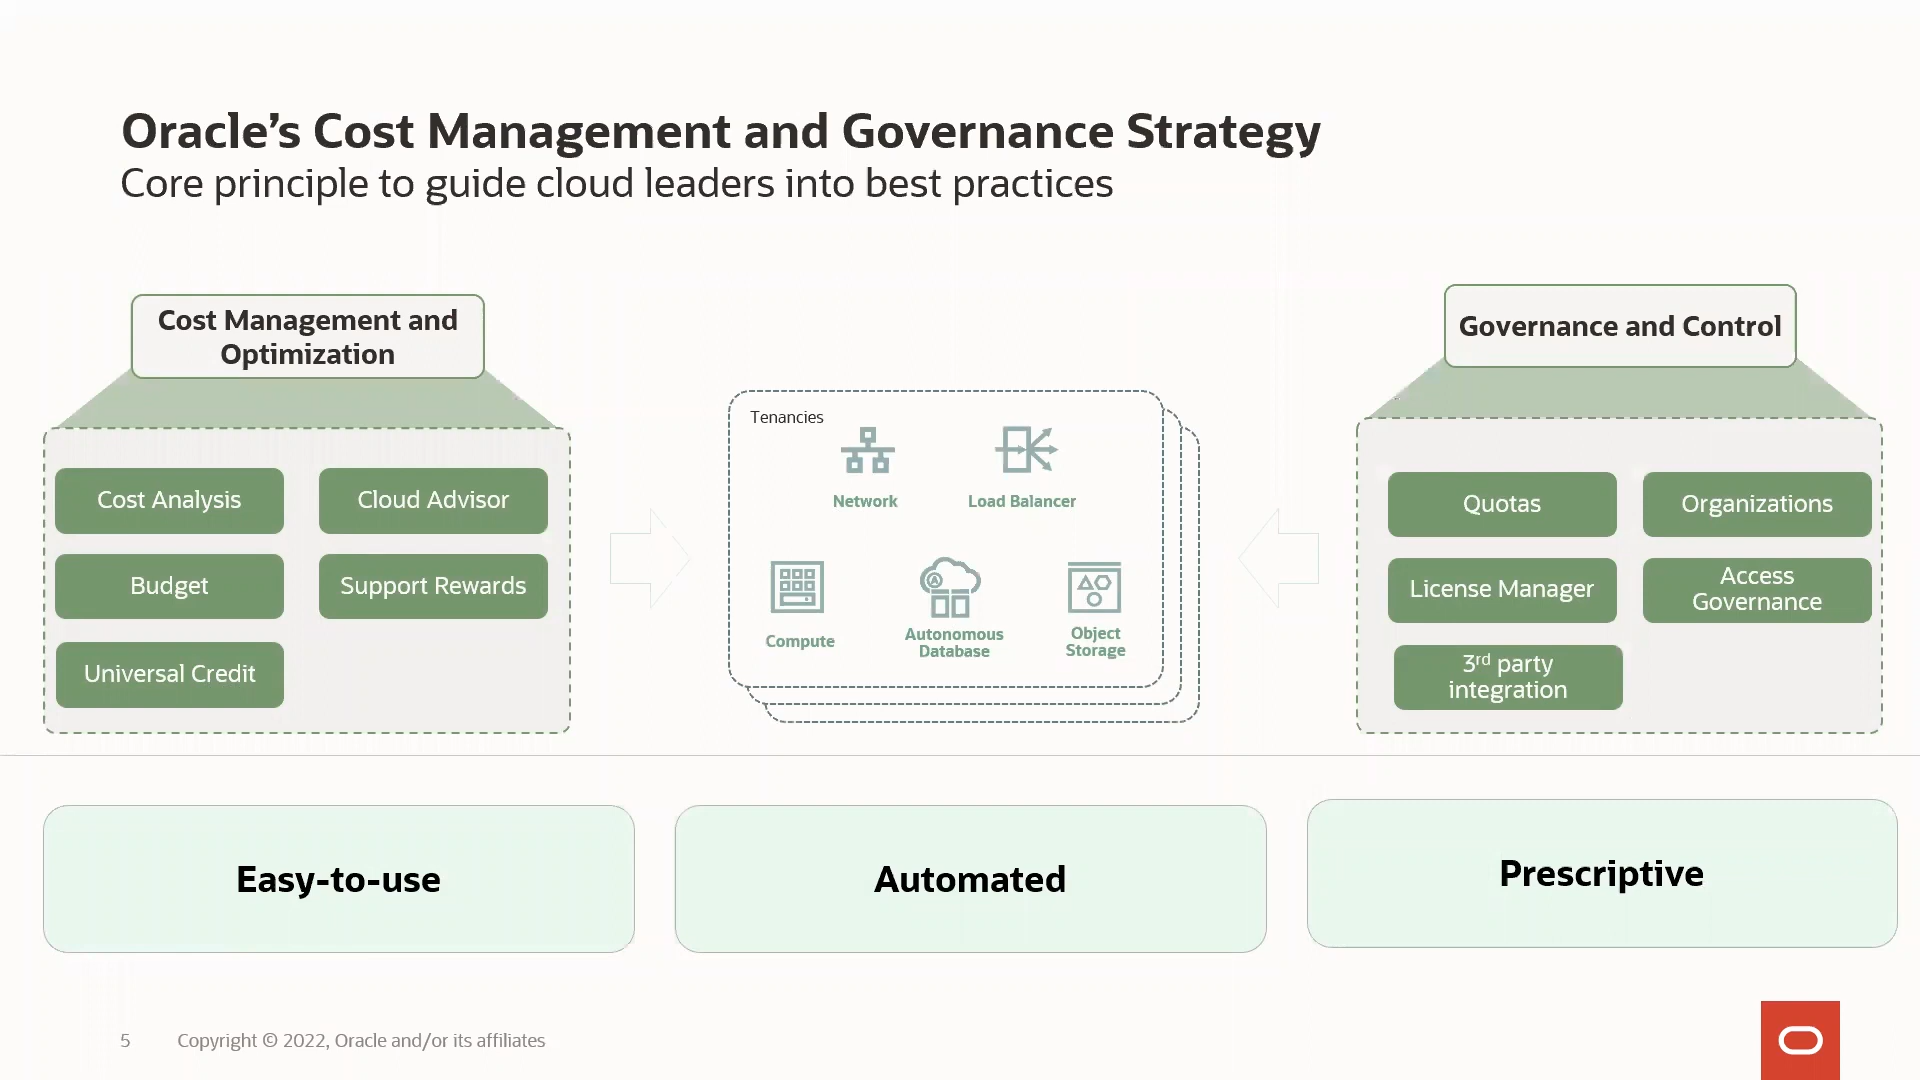 Oracle’s Cost Management and Governance Strategy
Core principle to guide cloud leaders into best practices
Cost Management and
Optimization
Cost Analysis
Cloud Advisor
Budget
Support Rewards
Universal Credit
Tenancies
Network
Load Balancer
Compute
Autonomous
Database
Object
Storage
Governance and Control
Quotas
Organizations
License Manager
Access
Governance
3rd party
integration
Easy-to-use
Automated
Prescriptive
5
Copyright © 2022, Oracle and/or its affiliates